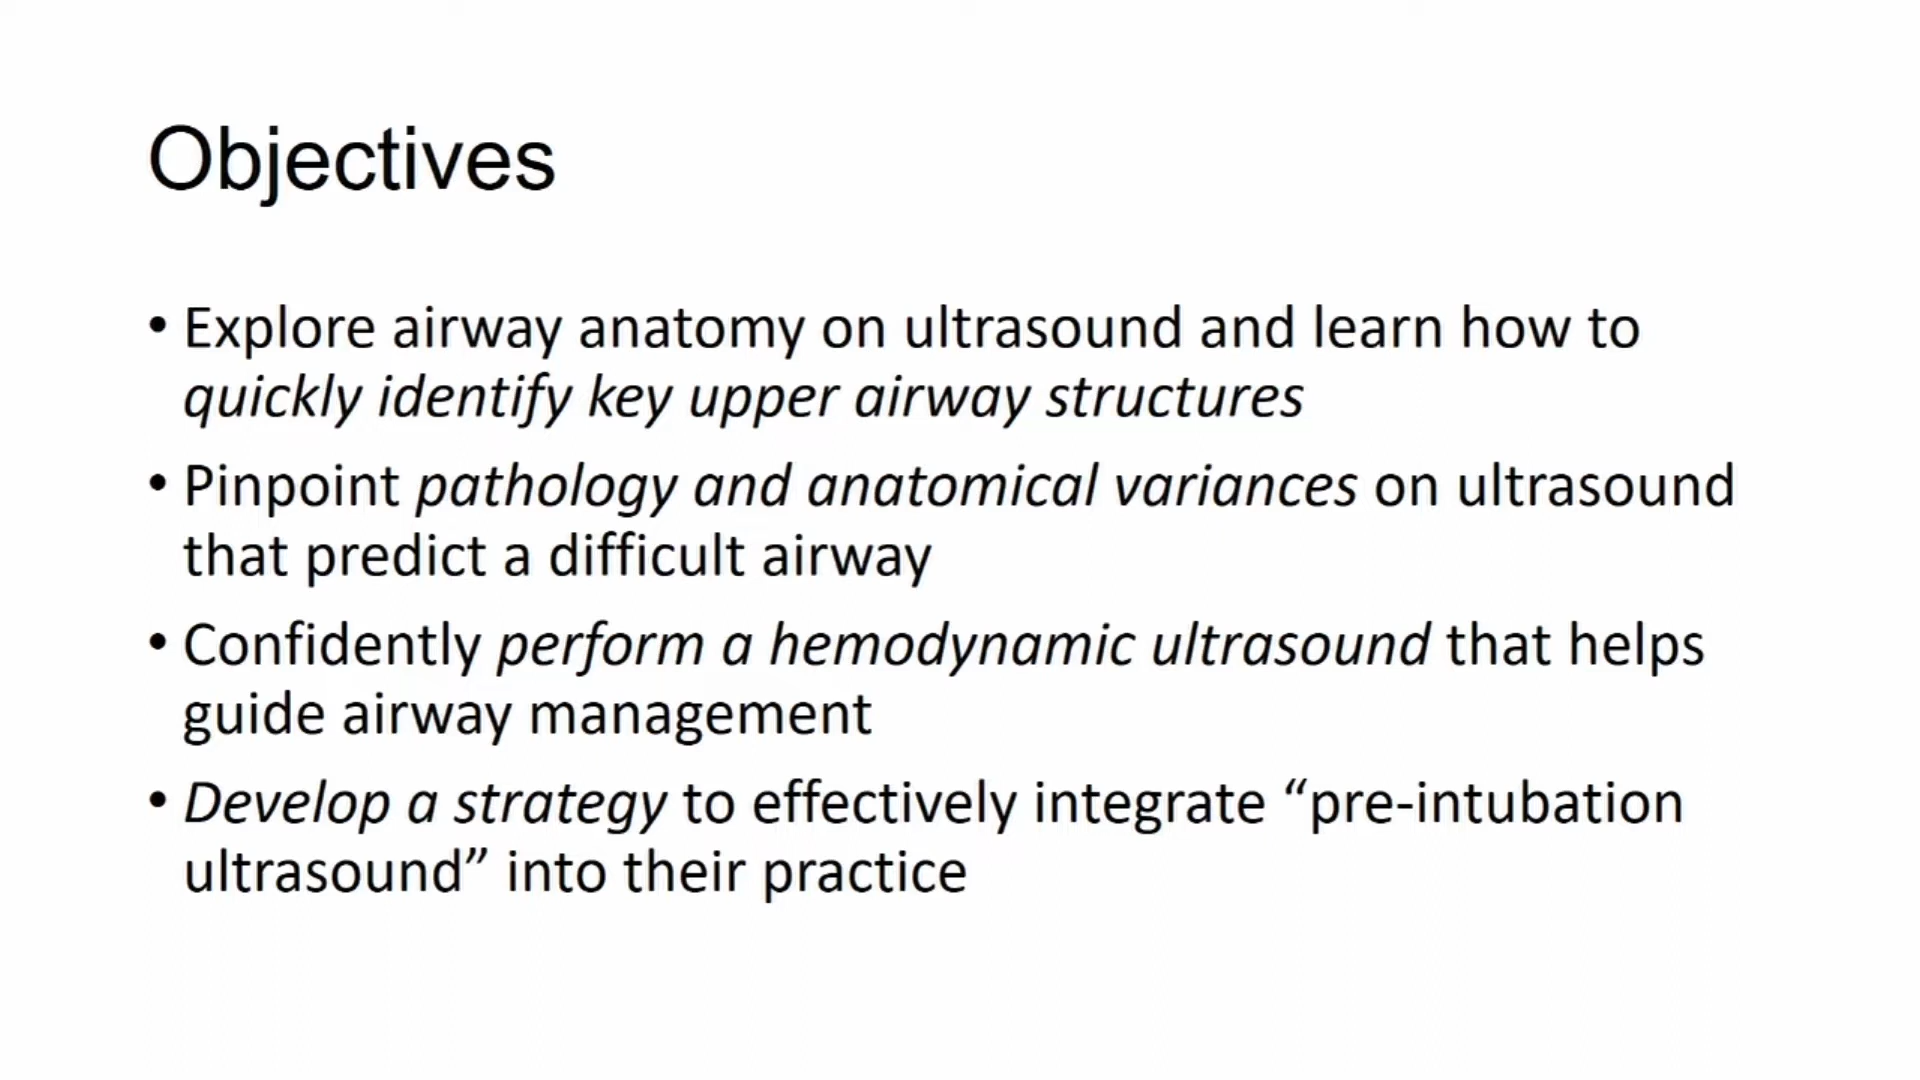 Objectives
• Explore airway anatomy on ultrasound and learn how to
quickly identify key upper airway structures
• Pinpoint pathology and anatomical variances on ultrasound
that predict a difficult airway
• Confidently perform a hemodynamic ultrasound that helps
guide airway management
• Develop a strategy to effectively integrate “pre-intubation
ultrasound” into their practice